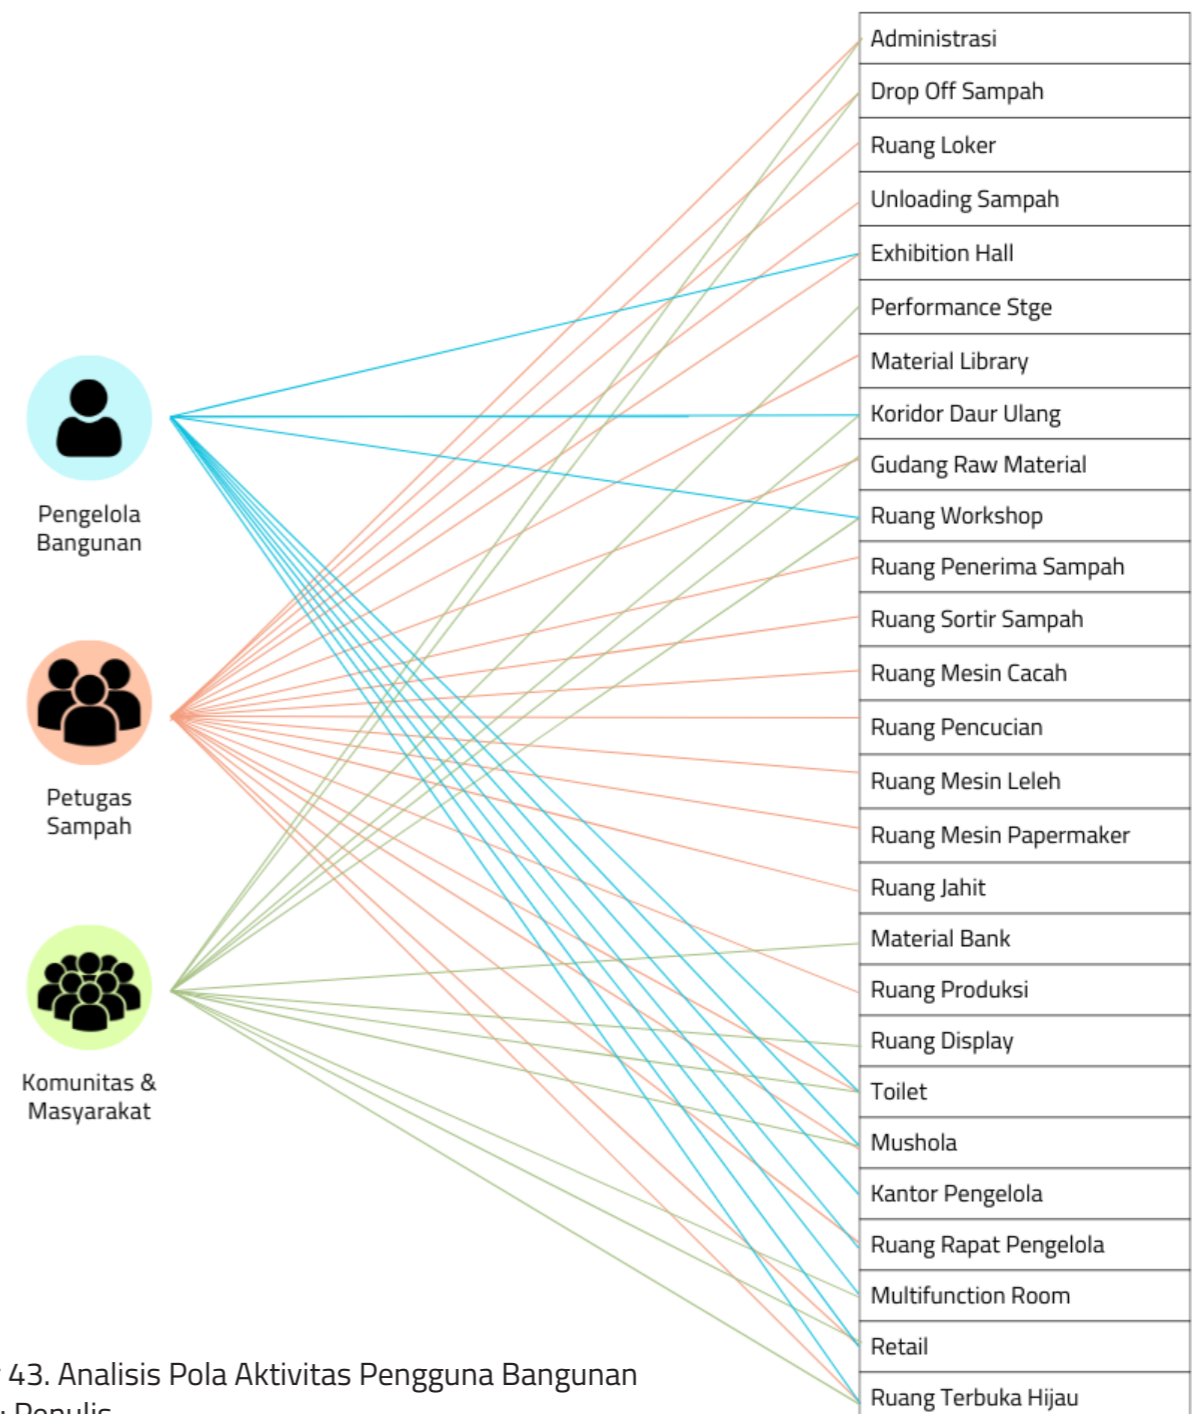 Pengelola
Bangunan
Petugas
Sampah
Komunitas &
Masyarakat
Administrasi
Drop Off Sampah
Ruang Loker
Unloading Sampah
Exhibition Hall
Performance Stge
Material Library
Koridor Daur Ulang
Gudang Raw Material
Ruang Workshop
Ruang Penerima Sampah
Ruang Sortir Sampah
Ruang Mesin Cacah
Ruang Pencucian
Ruang Mesin Leleh
Ruang Mesin Papermaker
Ruang Jahit
Material Bank
Ruang Produksi
Ruang Display
Toilet
Mushola
Kantor Pengelola
Ruang Rapat Pengelola
Multifunction Room
Retail
Ruang Terbuka Hijau
43. Analisis Pola Aktivitas Pengguna Bangunan
: Penulis